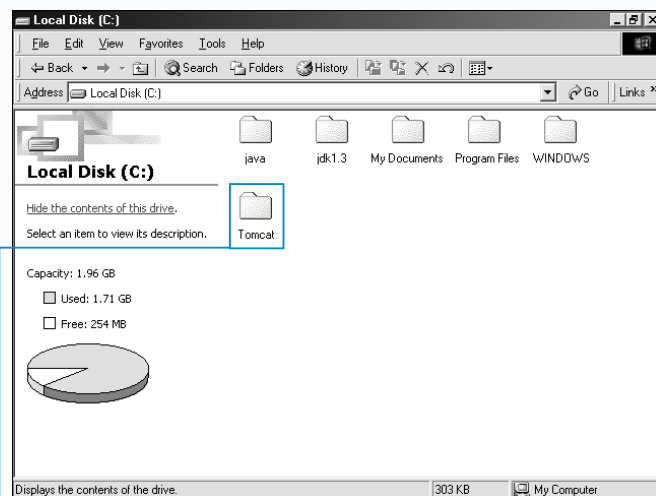 Local Disk (C:)
File Edit View Favorites Tools Help
Back Search Folders History
Address Local Disk (C:) Go Links »
java jdk1.3 My Documents Program Files WINDOWS
Local Disk (C:)
Hide the contents of this drive.
Select an item to view its description.
Tomcat
Capacity: 1.96 GB
Used: 1.71 GB
Free: 254 MB
Displays the contents of the drive. 303 KB My Computer